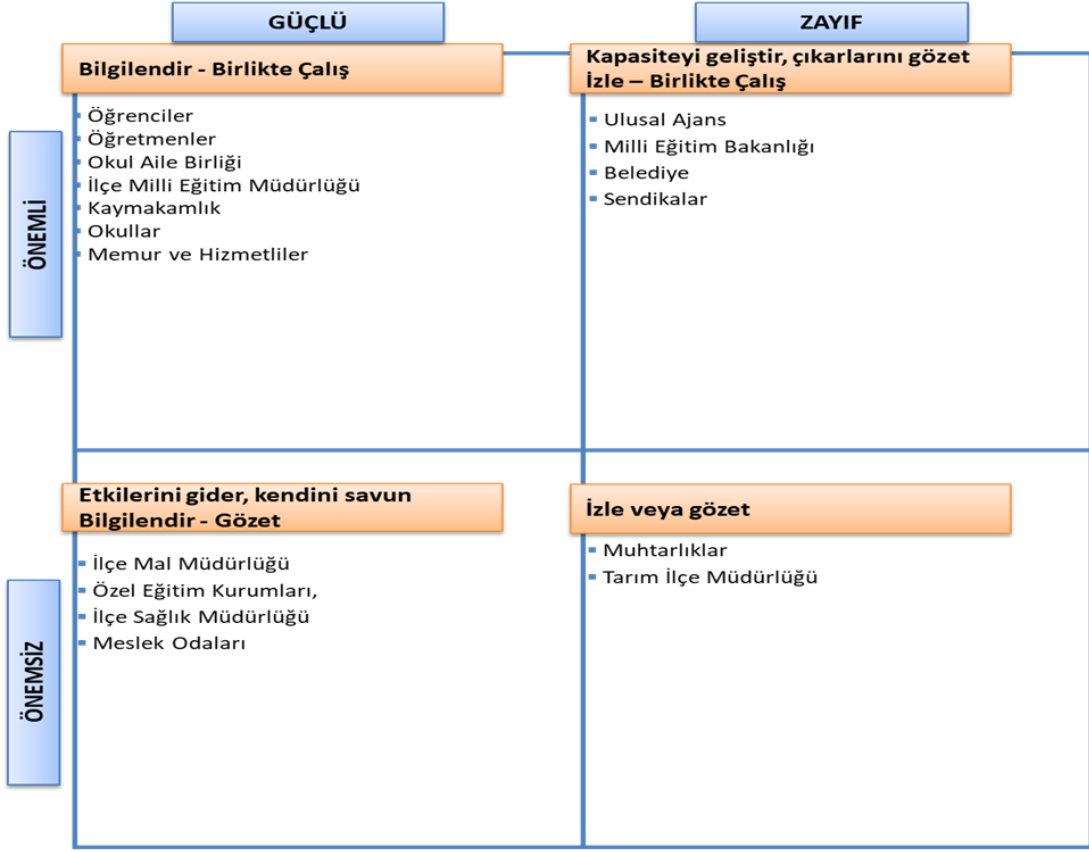 GÜÇLÜ
ZAYIF
ÖNEMLİ
Bilgilendir - Birlikte Çalış
Öğrenciler
Öğretmenler
Okul Aile Birliği
İlçe Milli Eğitim Müdürlüğü
Kaymakamlık
Okullar
Memur ve Hizmetliler
Kapasiteyi geliştir, çıkarlarını gözet
İzle – Birlikte Çalış
Ulusal Ajans
Milli Eğitim Bakanlığı
Belediye
Sendikalar
ÖNEMSİZ
Etkilerini gider, kendini savun
Bilgilendir - Gözet
İlçe Mal Müdürlüğü
Özel Eğitim Kurumları,
İlçe Sağlık Müdürlüğü
Meslek Odaları
İzle veya gözet
Muhtarlıklar
Tarım İlçe Müdürlüğü